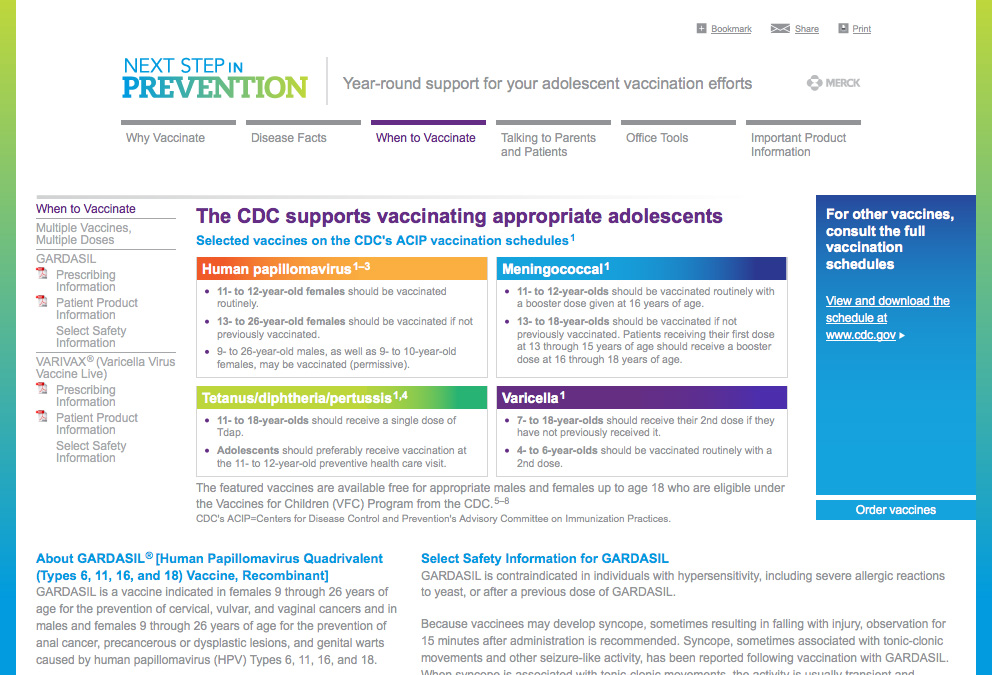 Bookmark Share Print
NEXT STEP IN
PREVENTION
Year-round support for your adolescent vaccination efforts
MERCK
Why Vaccinate
Disease Facts
When to Vaccinate
Talking to Parents
and Patients
Office Tools
Important Product
Information
When to Vaccinate
Multiple Vaccines,
Multiple Doses
GARDASIL
Prescribing
Information
Patient Product
Information
Select Safety
Information
VARIVAX® (Varicella Virus
Vaccine Live)
Prescribing
Information
Patient Product
Information
Select Safety
Information
The CDC supports vaccinating appropriate adolescents
Selected vaccines on the CDC's ACIP vaccination schedules1
Human papillomavirus1–3
• 11- to 12-year-old females should be vaccinated
routinely.
• 13- to 26-year-old females should be vaccinated if not
previously vaccinated.
• 9- to 26-year-old males, as well as 9- to 10-year-old
females, may be vaccinated (permissive).
Meningococcal1
• 11- to 12-year-olds should be vaccinated routinely with
a booster dose given at 16 years of age.
• 13- to 18-year-olds should be vaccinated if not
previously vaccinated. Patients receiving their first dose
at 13 through 15 years of age should receive a booster
dose at 16 through 18 years of age.
Tetanus/diphtheria/pertussis1,4
• 11- to 18-year-olds should receive a single dose of
Tdap.
• Adolescents should preferably receive vaccination at
the 11- to 12-year-old preventive health care visit.
Varicella1
• 7- to 18-year-olds should receive their 2nd dose if they
have not previously received it.
• 4- to 6-year-olds should be vaccinated routinely with a
2nd dose.
The featured vaccines are available free for appropriate males and females up to age 18 who are eligible under
the Vaccines for Children (VFC) Program from the CDC.5–8
CDC's ACIP=Centers for Disease Control and Prevention's Advisory Committee on Immunization Practices.
For other vaccines,
consult the full
vaccination
schedules
View and download the
schedule at
www.cdc.gov
Order vaccines
About GARDASIL® [Human Papillomavirus Quadrivalent
(Types 6, 11, 16, and 18) Vaccine, Recombinant]
GARDASIL is a vaccine indicated in females 9 through 26 years of
age for the prevention of cervical, vulvar, and vaginal cancers and in
males and females 9 through 26 years of age for the prevention of
anal cancer, precancerous or dysplastic lesions, and genital warts
caused by human papillomavirus (HPV) Types 6, 11, 16, and 18.
Select Safety Information for GARDASIL
GARDASIL is contraindicated in individuals with hypersensitivity, including severe allergic reactions
to yeast, or after a previous dose of GARDASIL.
Because vaccinees may develop syncope, sometimes resulting in falling with injury, observation for
15 minutes after administration is recommended. Syncope, sometimes associated with tonic-clonic
movements and other seizure-like activity, has been reported following vaccination with GARDASIL.
When syncope is associated with tonic-clonic movements, the activity is usually transient and